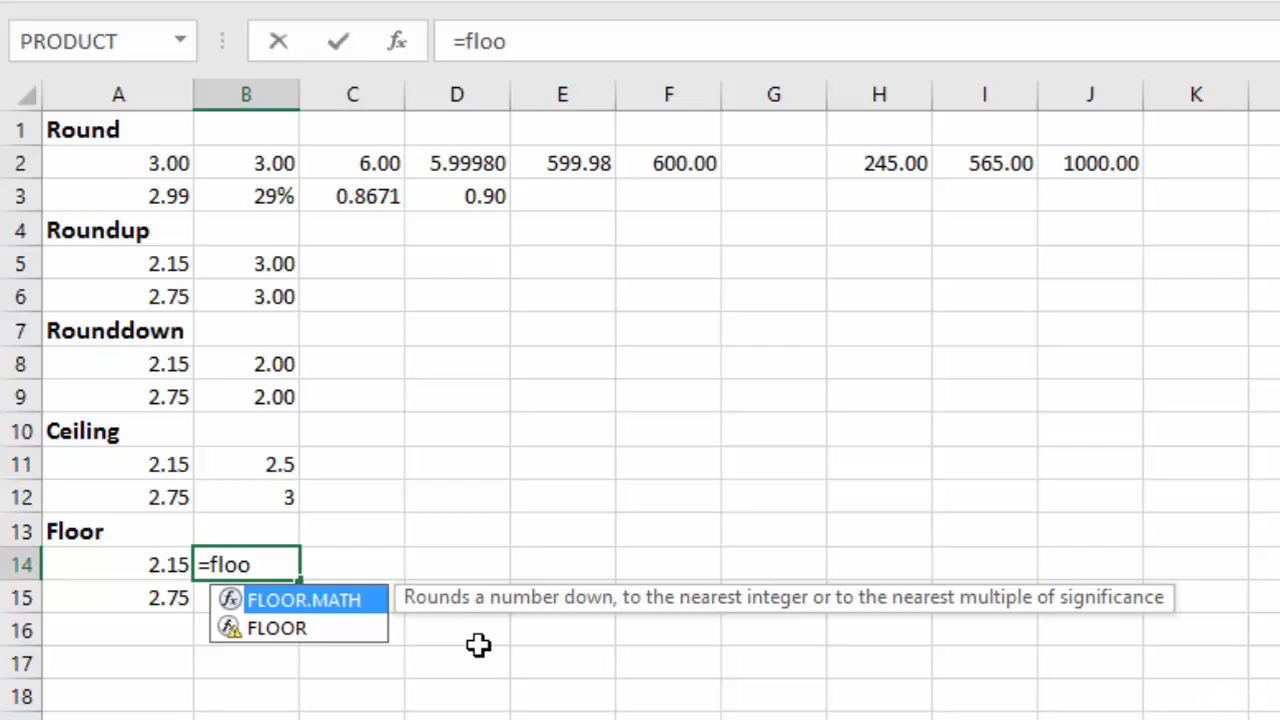 PRODUCT fx =floo
A B C D E F G H I J K
1 Round
2 3.00 3.00 6.00 5.99980 599.98 600.00 245.00 565.00 1000.00
3 2.99 29% 0.8671 0.90
4 Roundup
5 2.15 3.00
6 2.75 3.00
7 Rounddown
8 2.15 2.00
9 2.75 2.00
10 Ceiling
11 2.15 2.5
12 2.75 3
13 Floor
14 2.15 =floo
15 2.75 fx FLOOR.MATH Rounds a number down, to the nearest integer or to the nearest multiple of significance
16 fx FLOOR
17
18